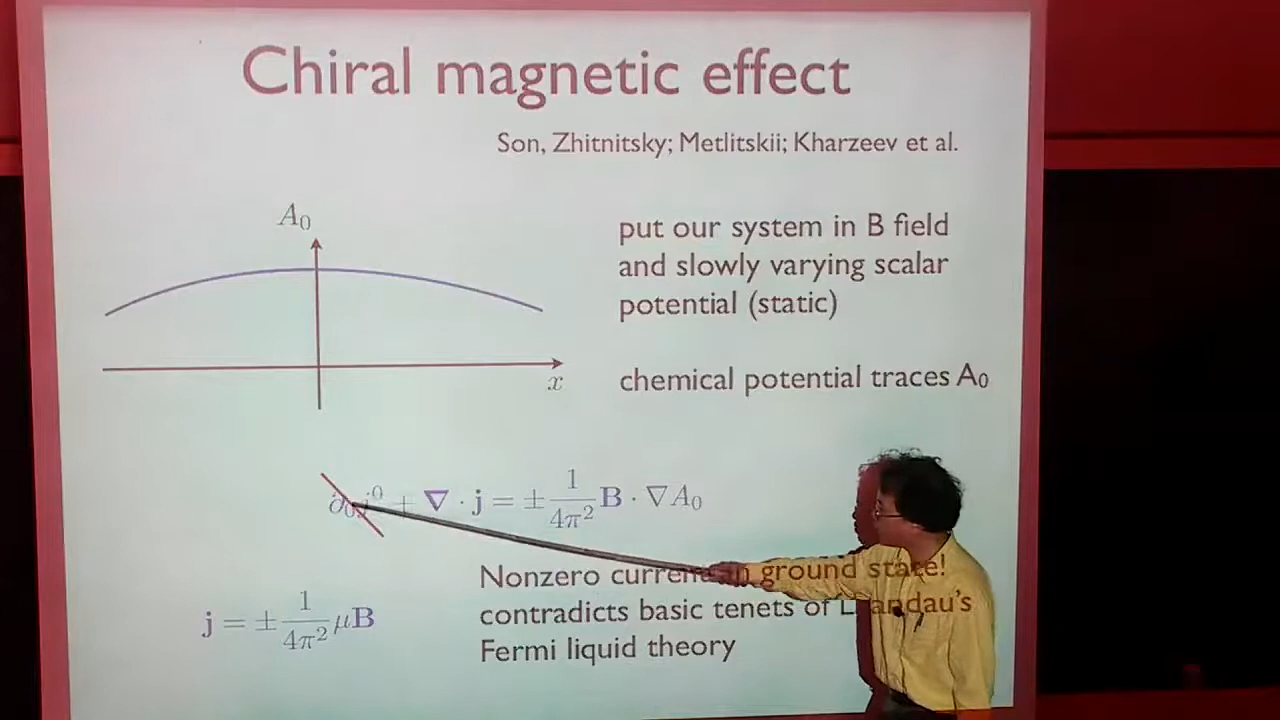 Chiral magnetic effect
Son, Zhitnitsky; Metlitskii; Kharzeev et al.
A₀
put our system in B field
and slowly varying scalar
potential (static)
x
chemical potential traces A₀
∂₀j⁰ + ∇ · j = ± 1/4π² B · ∇A₀
Nonzero current in ground state!
contradicts basic tenets of Landau's
Fermi liquid theory
j = ± 1/4π² μB